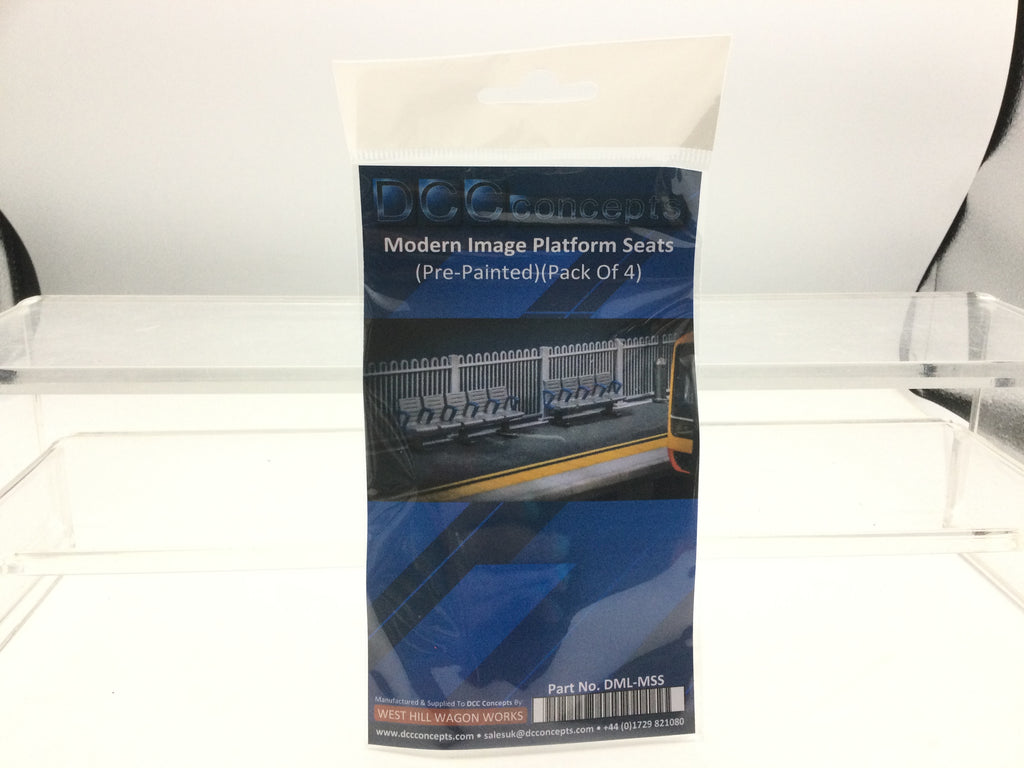 DCC concepts
Modern Image Platform Seats
(Pre-Painted)(Pack Of 4)
Part No. DML-MSS
Manufactured & Supplied To DCC Concepts By
WEST HILL WAGON WORKS
www.dccconcepts.com • salesuk@dcconcepts.com • +44 (0)1729 821080